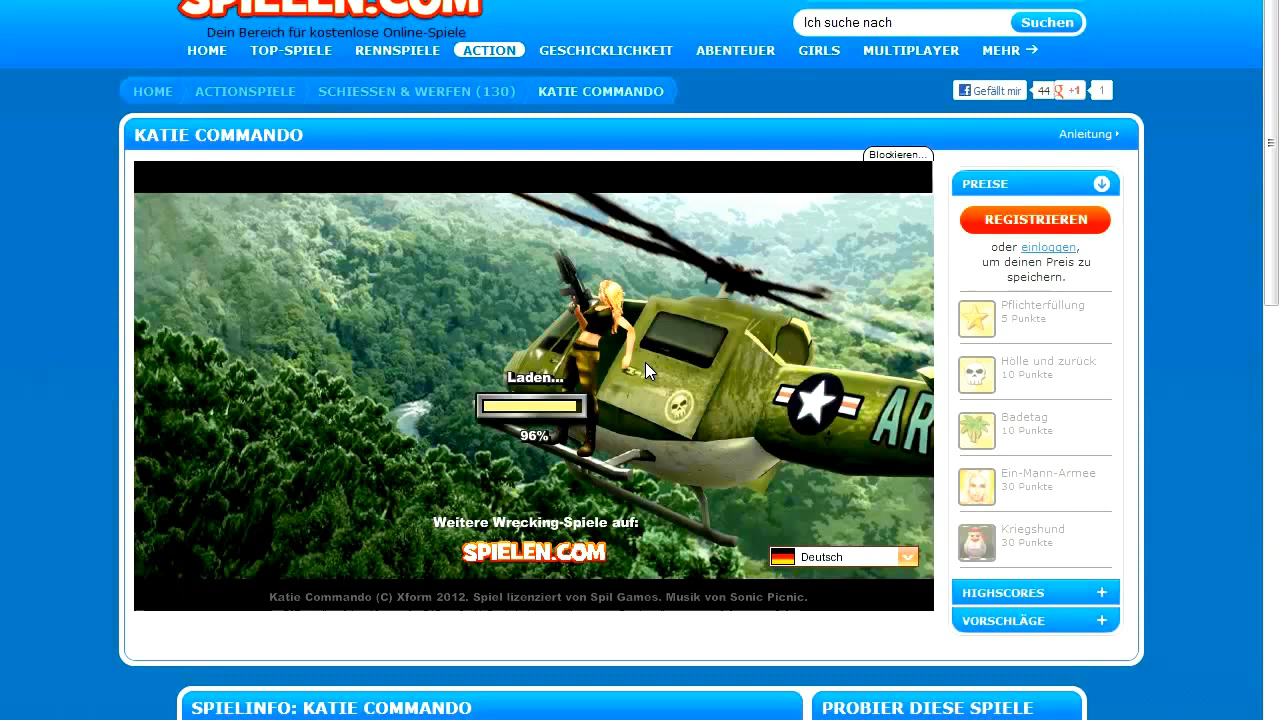 SPIELEN.COM
Dein Bereich für kostenlose Online-Spiele
Ich suche nach
Suchen
HOME TOP-SPIELE RENNSPIELE ACTION GESCHICKLICHKEIT ABENTEUER GIRLS MULTIPLAYER MEHR →
HOME ACTIONSPIELE SCHIESSEN & WERFEN (130) KATIE COMMANDO
Gefällt mir 44 +1 1
KATIE COMMANDO
Anleitung
Blockieren...
PREISE
REGISTRIEREN
oder einloggen,
um deinen Preis zu
speichern.
Pflichterfüllung
5 Punkte
Hölle und zurück
10 Punkte
Badetag
10 Punkte
Ein-Mann-Armee
30 Punkte
Kriegshund
30 Punkte
HIGHSCORES +
VORSCHLÄGE +
AR
Laden...
96%
Weitere Wrecking-Spiele auf:
SPIELEN.COM
Deutsch
Katie Commando (C) Xform 2012. Spiel lizenziert von Spil Games. Musik von Sonic Picnic.
SPIELINFO: KATIE COMMANDO
PROBIER DIESE SPIELE